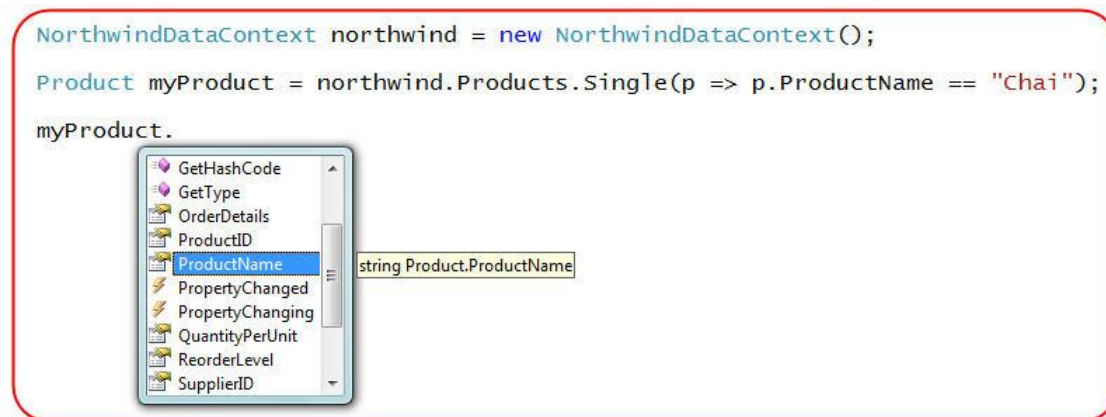 NorthwindDataContext northwind = new NorthwindDataContext();
Product myProduct = northwind.Products.Single(p => p.ProductName == "Chai");
myProduct.
GetHashCode
GetType
OrderDetails
ProductID
ProductName
string Product.ProductName
PropertyChanged
PropertyChanging
QuantityPerUnit
ReorderLevel
SupplierID